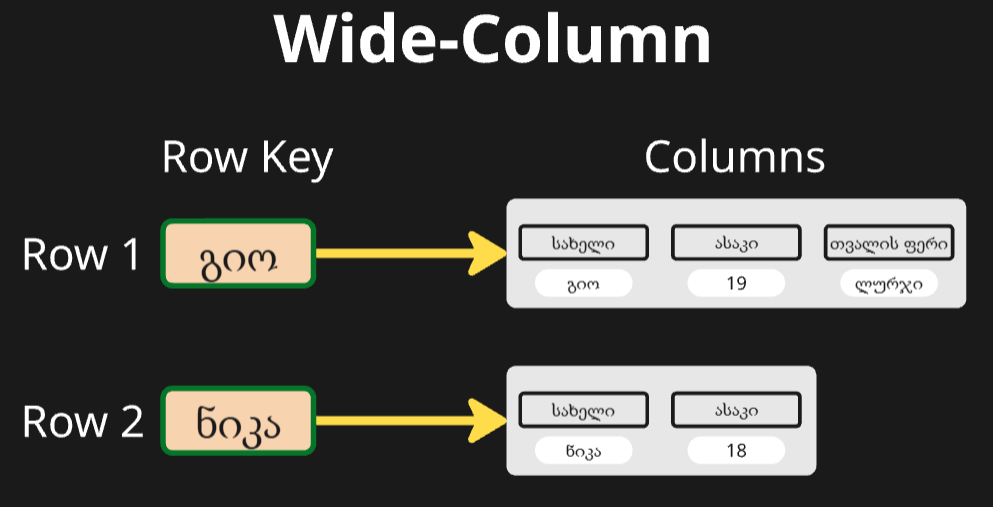 Wide-Column
Row Key
Columns
Row 1
გიო
სახელი
ასაკი
თვალის ფერი
გიო
19
ლურჯი
Row 2
ნიკა
სახელი
ასაკი
ნიკა
18